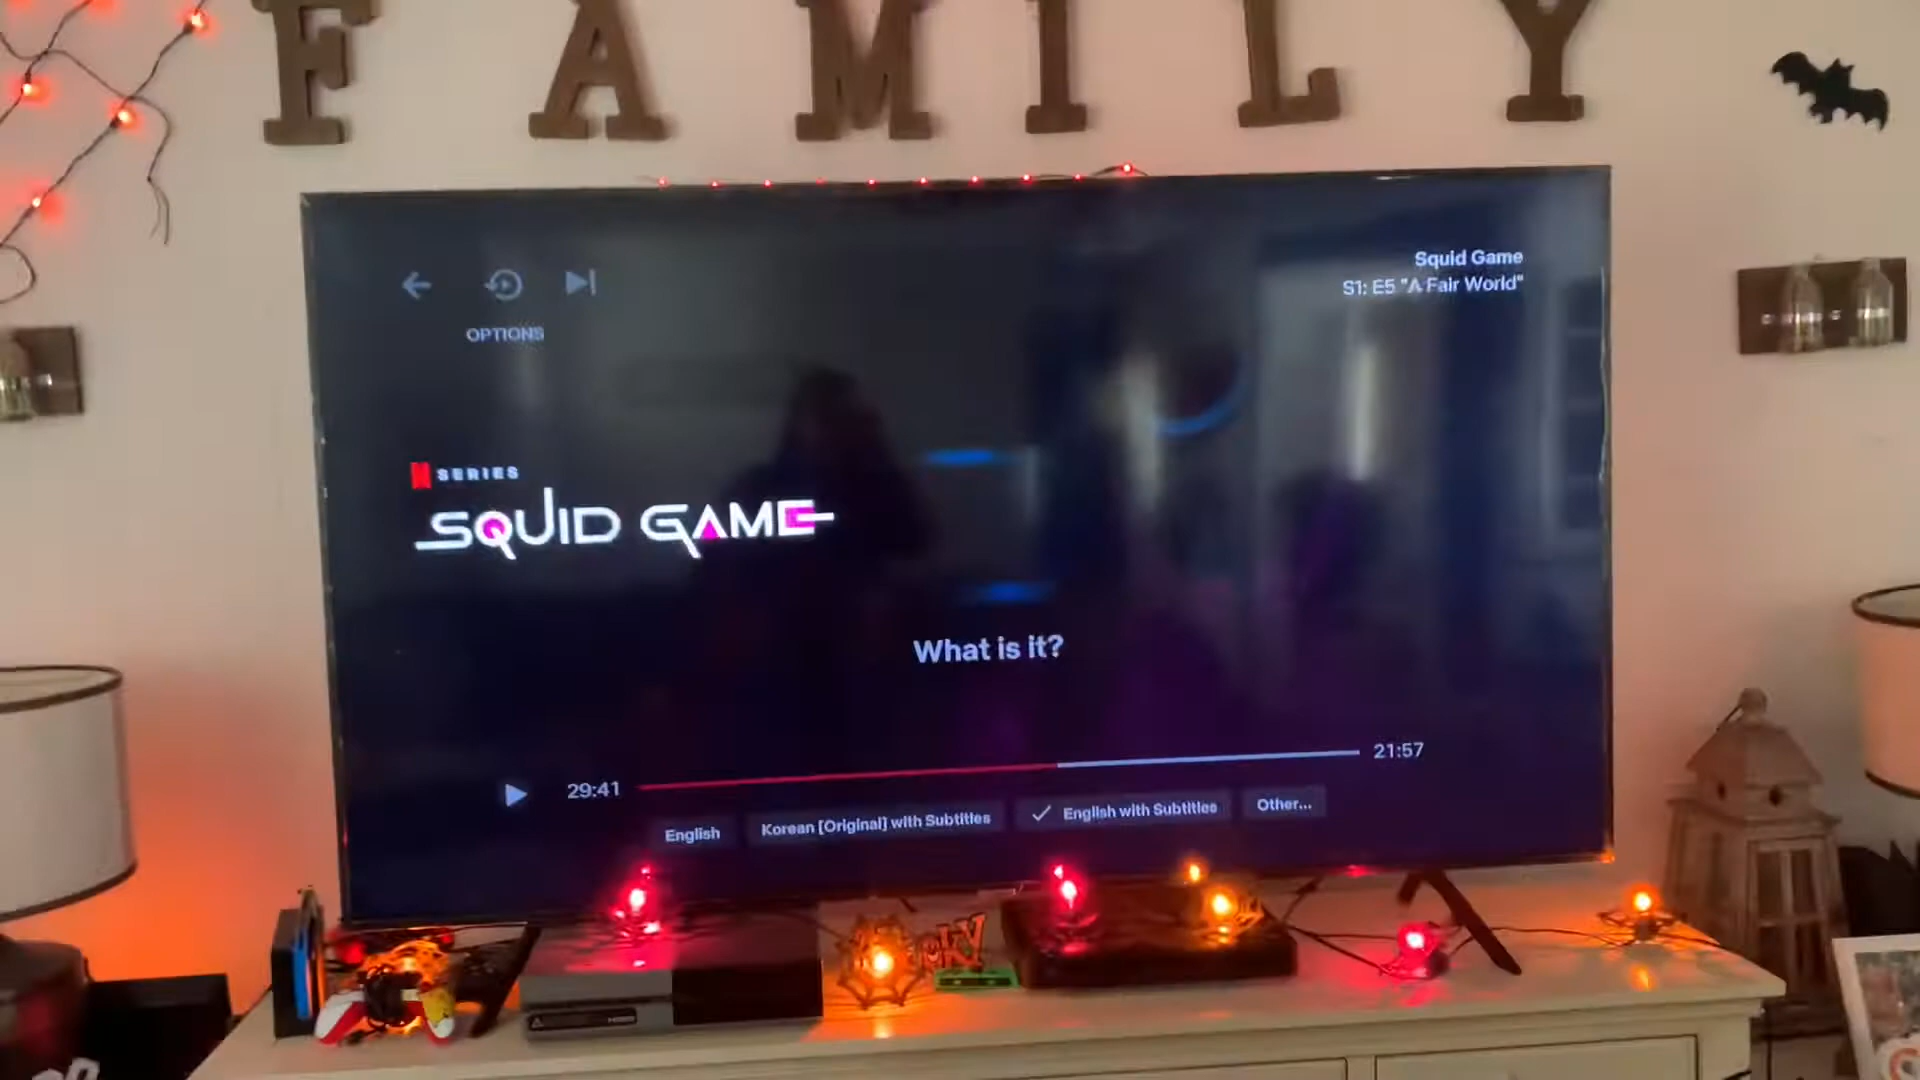 FAMILY
Squid Game
S1: E5 "A Fair World"
OPTIONS
N SERIES
SQUID GAME
What is it?
29:41
21:57
English
Korean [Original] with Subtitles
English with Subtitles
Other...